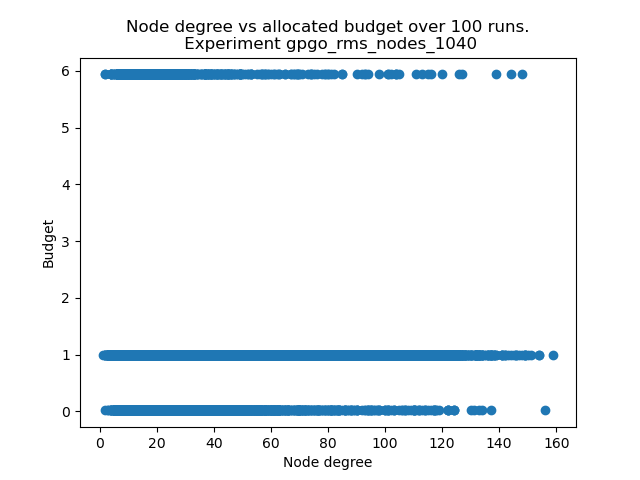 Node degree vs allocated budget over 100 runs.
Experiment gpgo_rms_nodes_1040
6
5
4
3
2
1
0
Budget
0 20 40 60 80 100 120 140 160
Node degree